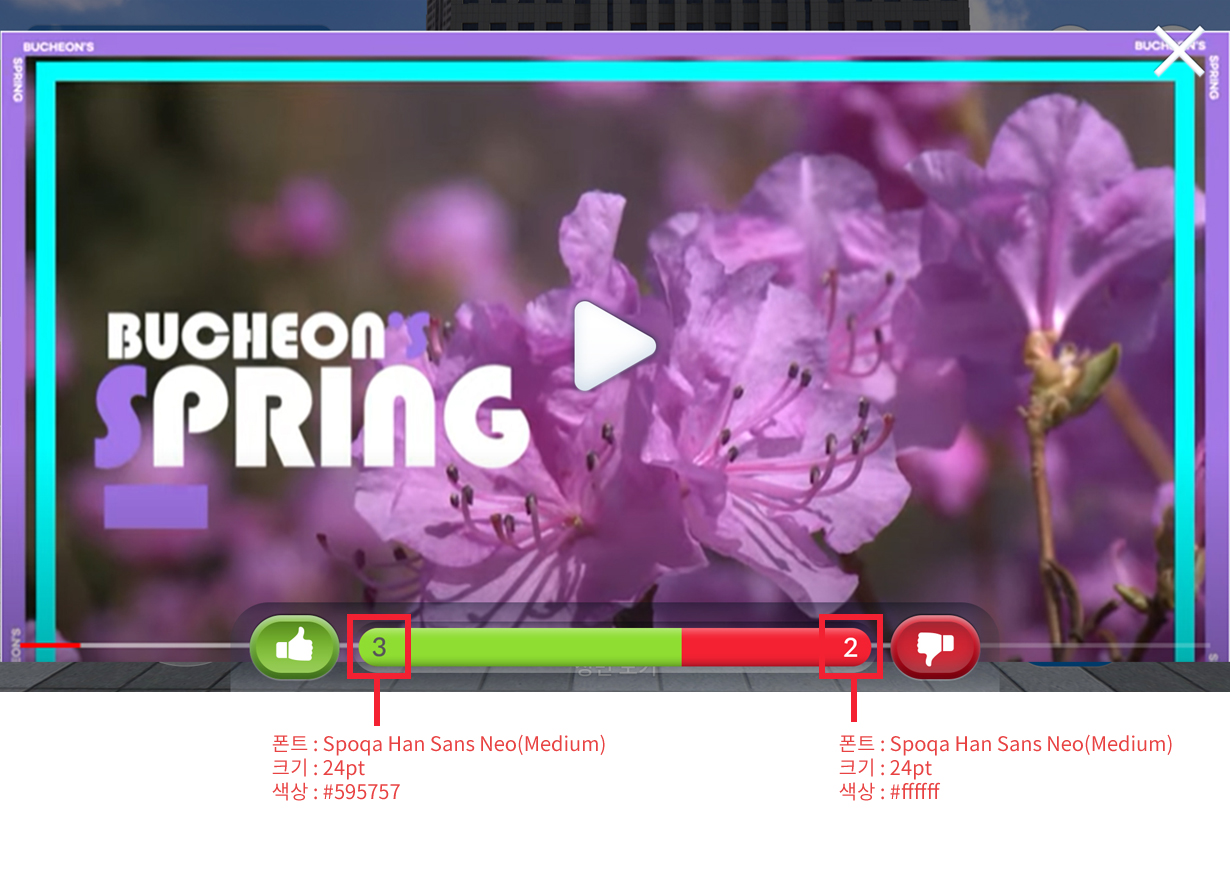 BUCHEON'S
SPRING
BUCHEON'S
SPRING
BUCHEON'S
SPRING
3
2
폰트 : Spoqa Han Sans Neo(Medium)
크기 : 24pt
색상 : #595757
폰트 : Spoqa Han Sans Neo(Medium)
크기 : 24pt
색상 : #ffffff